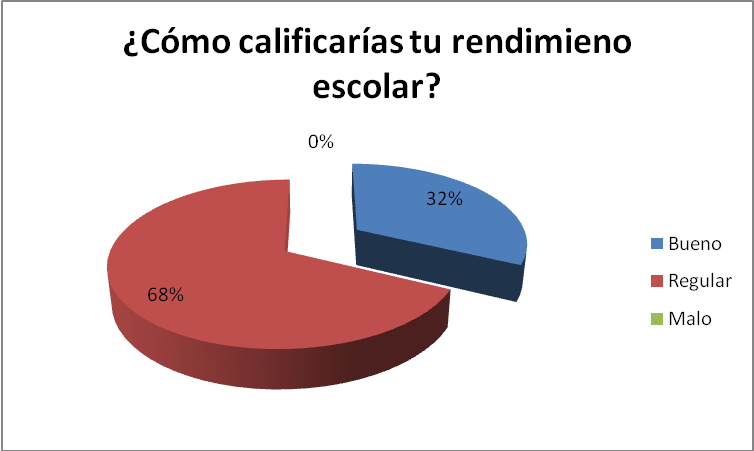 ¿Cómo calificarías tu rendimieno
escolar?
0%
32%
68%
Bueno
Regular
Malo